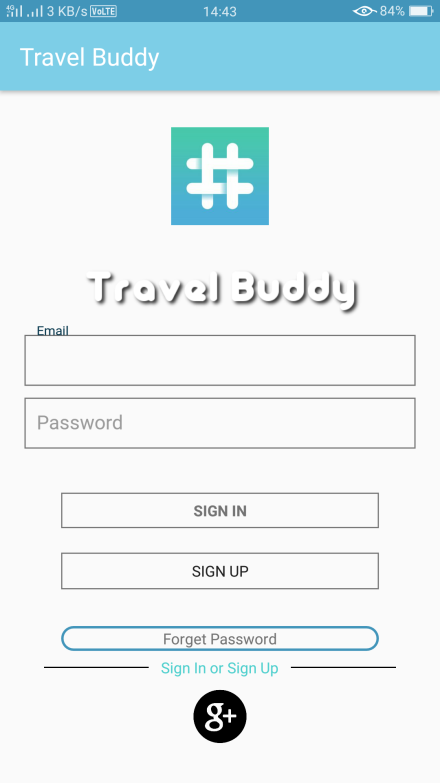 4G 3 KB/s VoLTE 14:43 84%
Travel Buddy
Travel Buddy
Email
Password
SIGN IN
SIGN UP
Forget Password
Sign In or Sign Up
g+